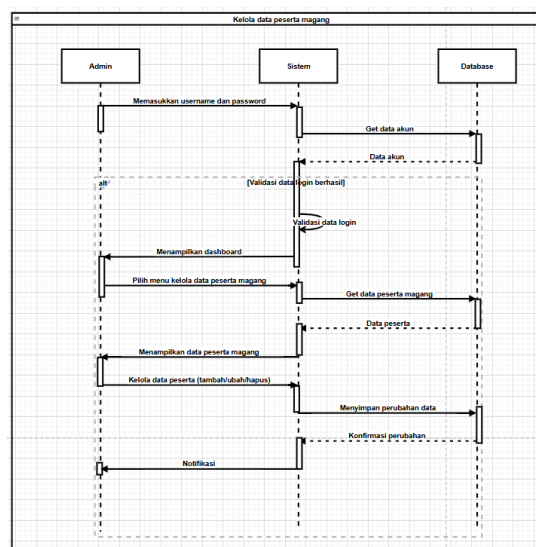 Kelola data peserta magang
Admin
Sistem
Database
Memasukkan username dan password
Get data akun
Data akun
alt
[Validasi data login berhasil]
Validasi data login
Menampilkan dashboard
Pilih menu kelola data peserta magang
Get data peserta magang
Data peserta
Menampilkan data peserta magang
Kelola data peserta (tambah/ubah/hapus)
Menyimpan perubahan data
Konfirmasi perubahan
Notifikasi